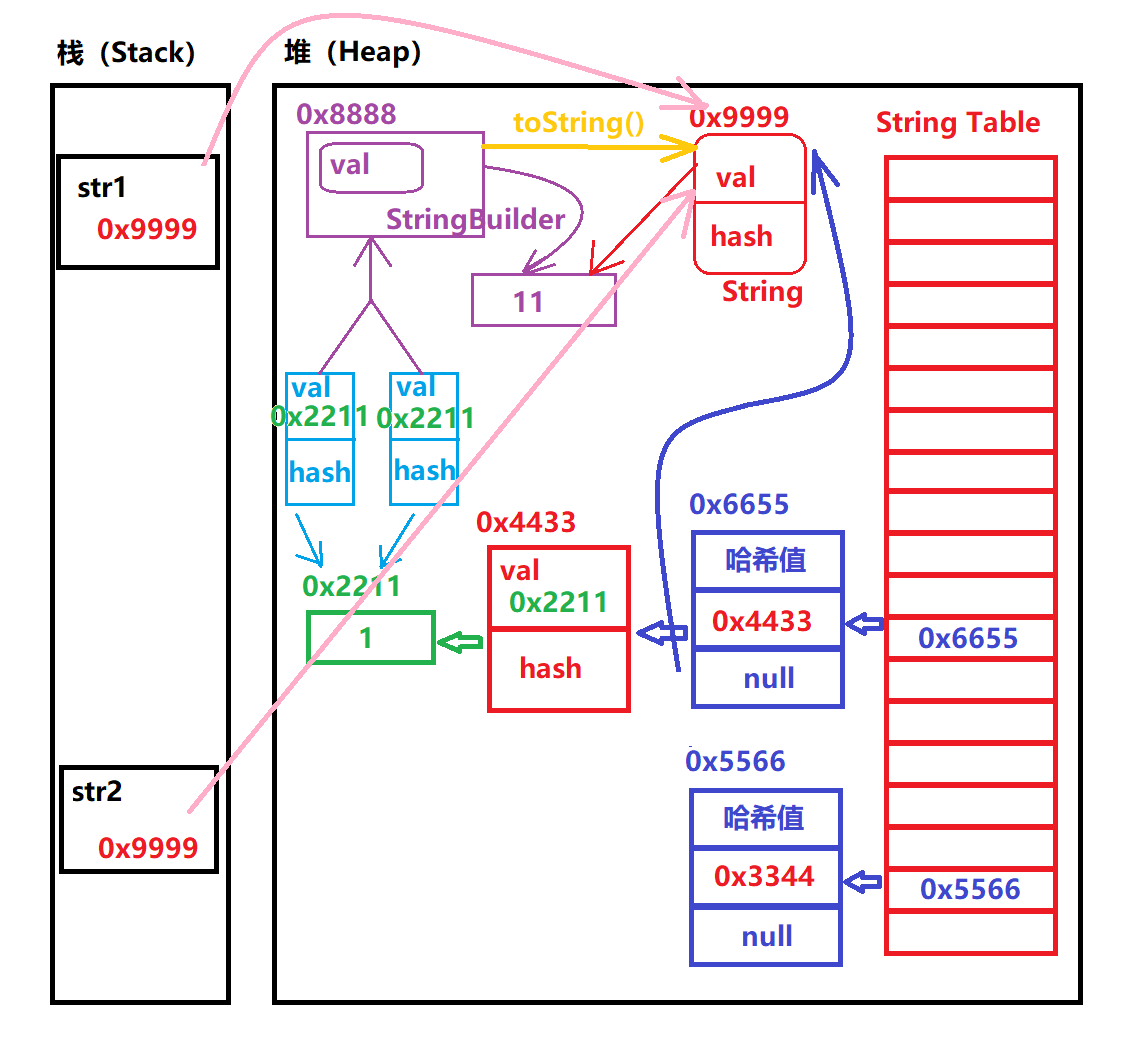 栈（Stack）
堆（Heap）
0x8888
toString()
0x9999
String Table
val
val
str1
0x9999
StringBuilder
hash
String
11
val
0x2211
hash
val
0x2211
hash
0x6655
0x4433
哈希值
val
0x2211
0x4433
0x2211
1
hash
null
0x6655
0x5566
str2
0x9999
哈希值
0x3344
null
0x5566